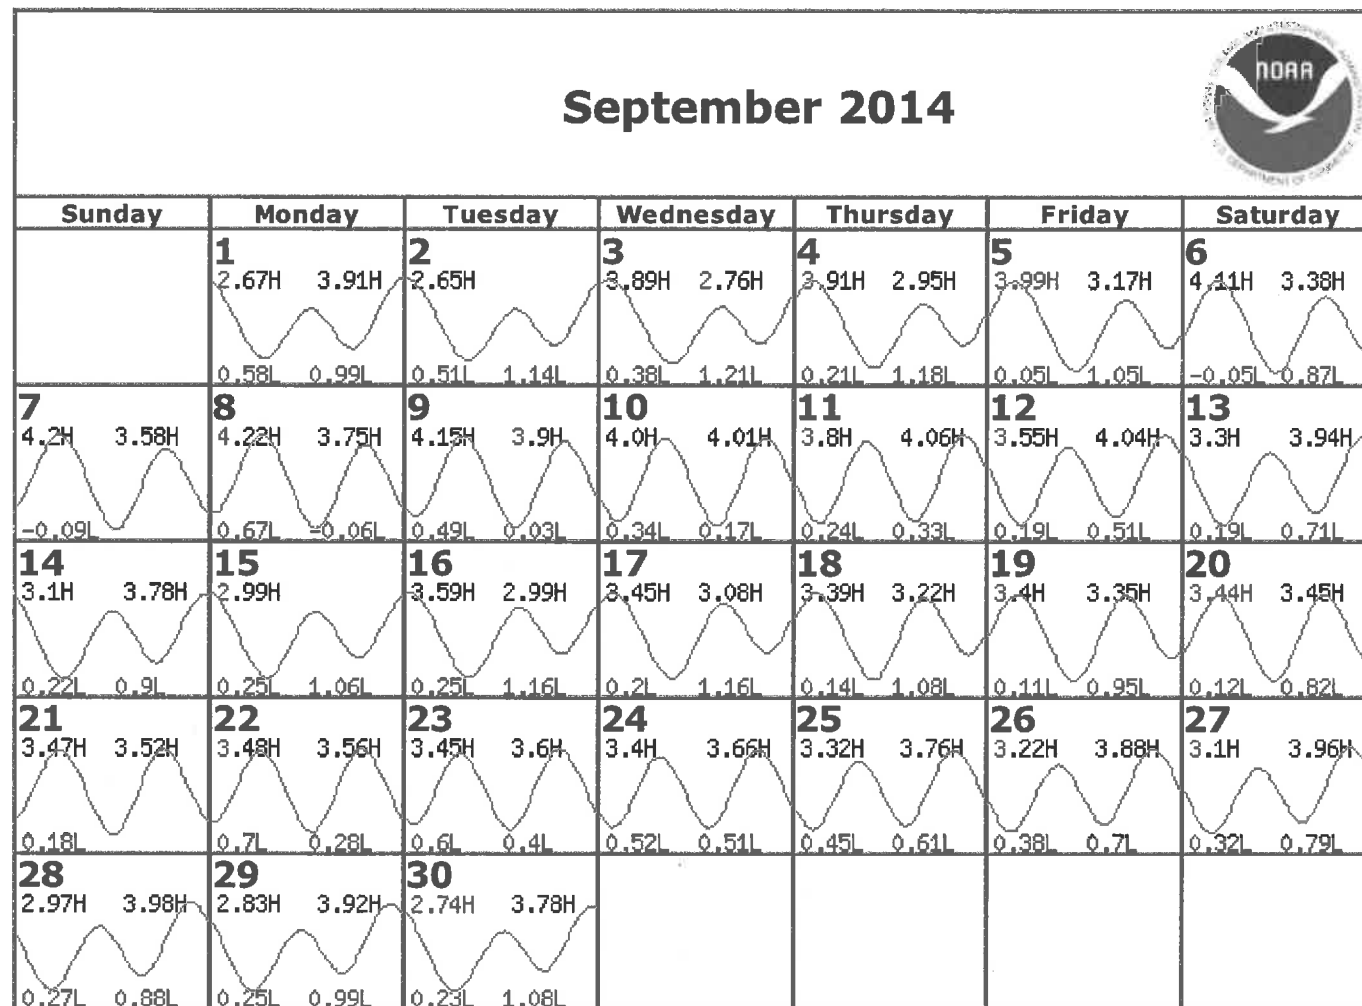 NOAA
September 2014
Sunday Monday Tuesday Wednesday Thursday Friday Saturday
1 2 3 4 5 6
2.67H 3.91H 2.65H 3.89H 2.76H 3.91H 2.95H 3.99H 3.17H 4.11H 3.38H
0.58L 0.99L 0.51L 1.14L 0.38L 1.21L 0.21L 1.18L 0.05L 1.05L -0.05L 0.87L
7 8 9 10 11 12 13
4.2H 3.58H 4.22H 3.75H 4.15H 3.9H 4.0H 4.01H 3.8H 4.06H 3.55H 4.04H 3.3H 3.94H
-0.09L 0.67L -0.06L 0.49L 0.03L 0.34L 0.17L 0.24L 0.33L 0.19L 0.51L 0.19L 0.71L
14 15 16 17 18 19 20
3.1H 3.78H 2.99H 3.59H 2.99H 3.45H 3.08H 3.39H 3.22H 3.4H 3.35H 3.44H 3.45H
0.22L 0.9L 0.25L 1.06L 0.25L 1.16L 0.2L 1.16L 0.14L 1.08L 0.11L 0.95L 0.12L 0.82L
21 22 23 24 25 26 27
3.47H 3.52H 3.48H 3.56H 3.45H 3.6H 3.4H 3.66H 3.32H 3.76H 3.22H 3.88H 3.1H 3.96H
0.18L 0.7L 0.28L 0.6L 0.4L 0.52L 0.51L 0.45L 0.61L 0.38L 0.7L 0.32L 0.79L
28 29 30
2.97H 3.98H 2.83H 3.92H 2.74H 3.78H
0.27L 0.88L 0.25L 0.99L 0.23L 1.08L